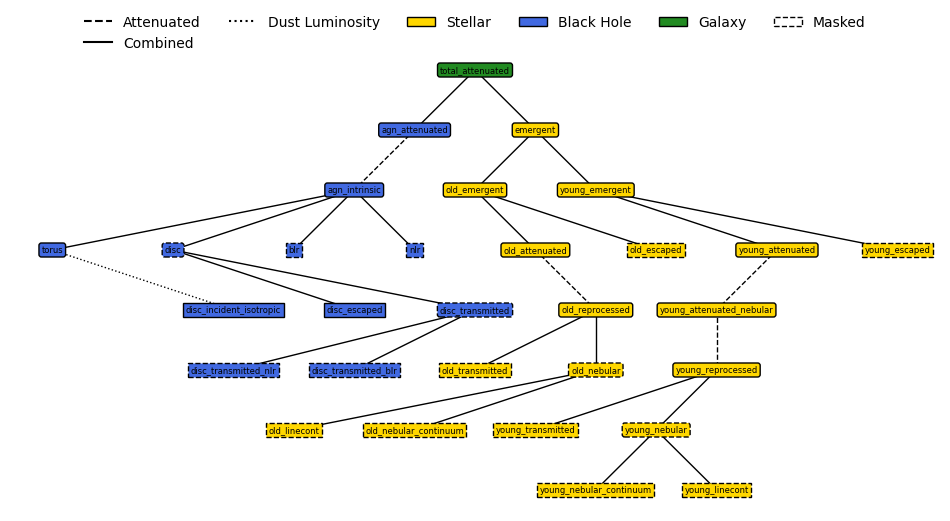 Attenuated Dust Luminosity Stellar Black Hole Galaxy Masked
Combined
total_attenuated
agn_attenuated emergent
agn_intrinsic old_emergent young_emergent
torus disc blr nlr old_attenuated old_escaped young_attenuated young_escaped
disc_incident_isotropic disc_escaped disc_transmitted old_reprocessed young_attenuated_nebular
disc_transmitted_nlr disc_transmitted_blr old_transmitted old_nebular young_reprocessed
old_linecont old_nebular_continuum young_transmitted young_nebular
young_nebular_continuum young_linecont